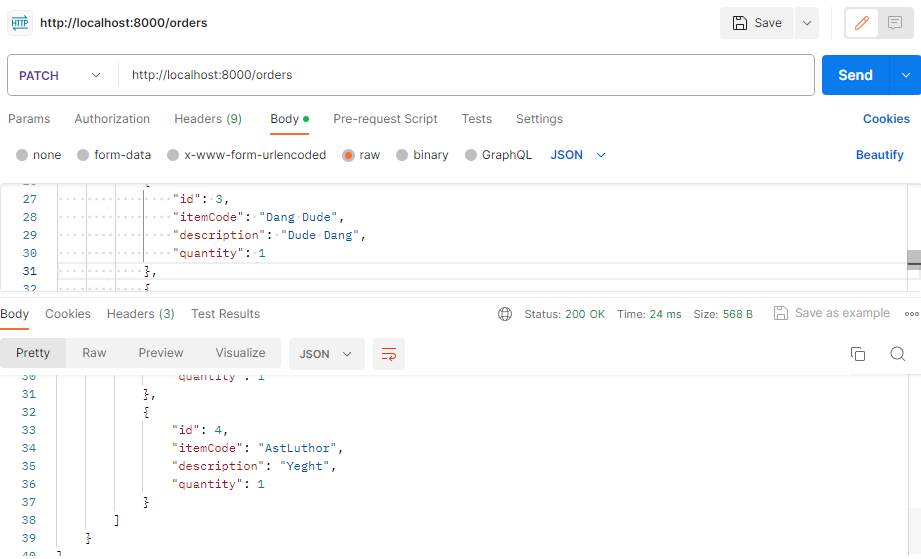 HTTP http://localhost:8000/orders Save
PATCH http://localhost:8000/orders Send
Params Authorization Headers (9) Body Pre-request Script Tests Settings Cookies
none form-data x-www-form-urlencoded raw binary GraphQL JSON Beautify
27 "id": 3,
28 "itemCode": "Dang Dude",
29 "description": "Dude Dang",
30 "quantity": 1
31 },
32 {
Body Cookies Headers (3) Test Results Status: 200 OK Time: 24 ms Size: 568 B Save as example
Pretty Raw Preview Visualize JSON
30 "quantity": 1
31 },
32 {
33 "id": 4,
34 "itemCode": "AstLuthor",
35 "description": "Yeght",
36 "quantity": 1
37 }
38 ]
39 }
40 ]